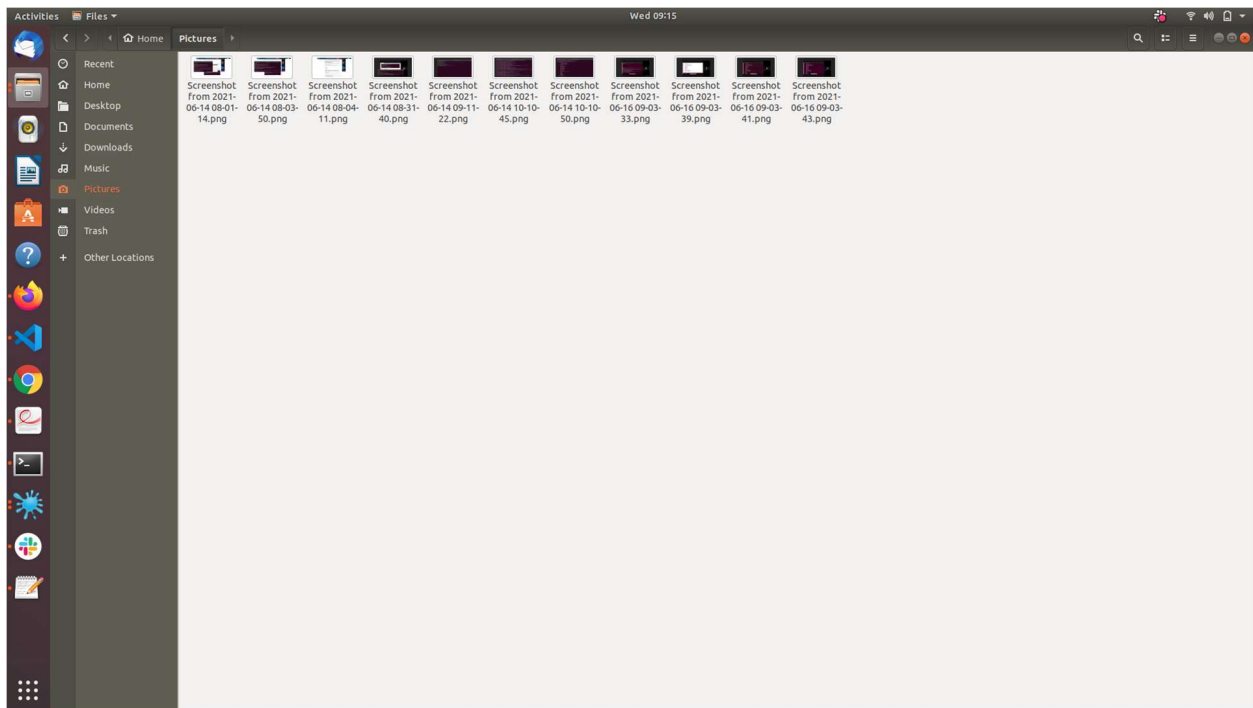 Activities Files Wed 09:15
Home Pictures
Recent
Home
Desktop
Documents
Downloads
Music
Pictures
Videos
Trash
Other Locations
Screenshot from 2021-06-14 08-01-14.png
Screenshot from 2021-06-14 08-03-50.png
Screenshot from 2021-06-14 08-04-11.png
Screenshot from 2021-06-14 08-31-40.png
Screenshot from 2021-06-14 09-11-22.png
Screenshot from 2021-06-14 10-10-45.png
Screenshot from 2021-06-14 10-10-50.png
Screenshot from 2021-06-16 09-03-33.png
Screenshot from 2021-06-16 09-03-39.png
Screenshot from 2021-06-16 09-03-41.png
Screenshot from 2021-06-16 09-03-43.png